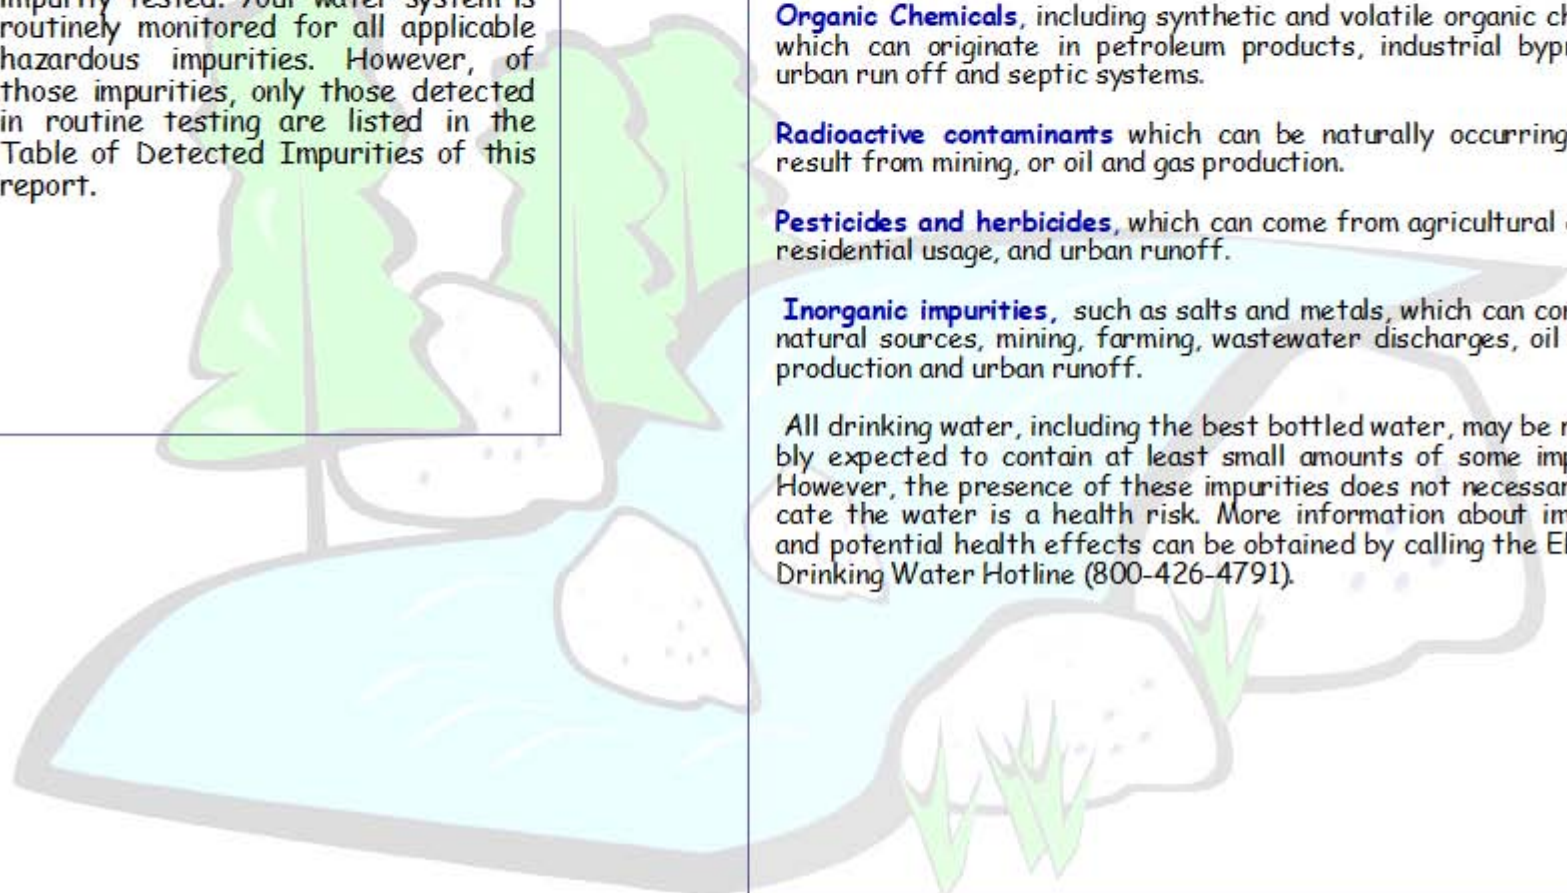 impurity tested. Your water system is
routinely monitored for all applicable
hazardous impurities. However, of
those impurities, only those detected
in routine testing are listed in the
Table of Detected Impurities of this
report.
Organic Chemicals, including synthetic and volatile organic
which can originate in petroleum products, industrial
urban run off and septic systems.
Radioactive contaminants which can be naturally occurring
result from mining, or oil and gas production.
Pesticides and herbicides, which can come from agricultural
residential usage, and urban runoff.
Inorganic impurities, such as salts and metals, which can
natural sources, mining, farming, wastewater discharges, oil
production and urban runoff.
All drinking water, including the best bottled water, may be
bly expected to contain at least small amounts of some
However, the presence of these impurities does not
cate the water is a health risk. More information about
and potential health effects can be obtained by calling the
Drinking Water Hotline (800-426-4791).